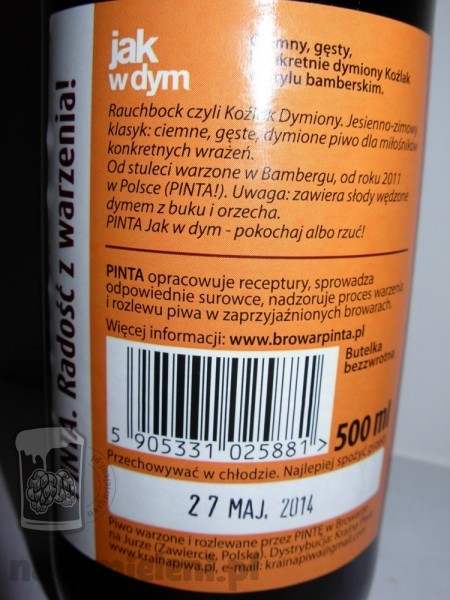 jak
w dym
Ciemny, gęsty,
konkretnie dymiony Koźlak
w stylu bamberskim.
Rauchbock czyli Koźlak Dymiony. Jesienno-zimowy
klasyk: ciemne, gęste, dymione piwo dla miłośników
konkretnych wrażeń.
Od stuleci warzone w Bambergu, od roku 2011
w Polsce (PINTA!). Uwaga: zawiera słody wędzone
dymem z buku i orzecha.
PINTA Jak w dym - pokochaj albo rzuć!
PINTA opracowuje receptury, sprowadza
odpowiednie surowce, nadzoruje proces warzenia
i rozlewu piwa w zaprzyjaźnionych browarach.
Więcej informacji: www.browarpinta.pl
Butelka
bezzwrotna
500 ml
5 905331 025881 >
Przechowywać w chłodzie. Najlepiej spożyć przed:
27 MAJ. 2014
Piwo warzone i rozlewane przez PINTĘ w Browarze
na Jurze (Zawiercie, Polska). Dystrybucja: Kraina Piwa,
www.krainapiwa.pl, e-mail: krainapiwa@gmail.com
Radość z warzenia!